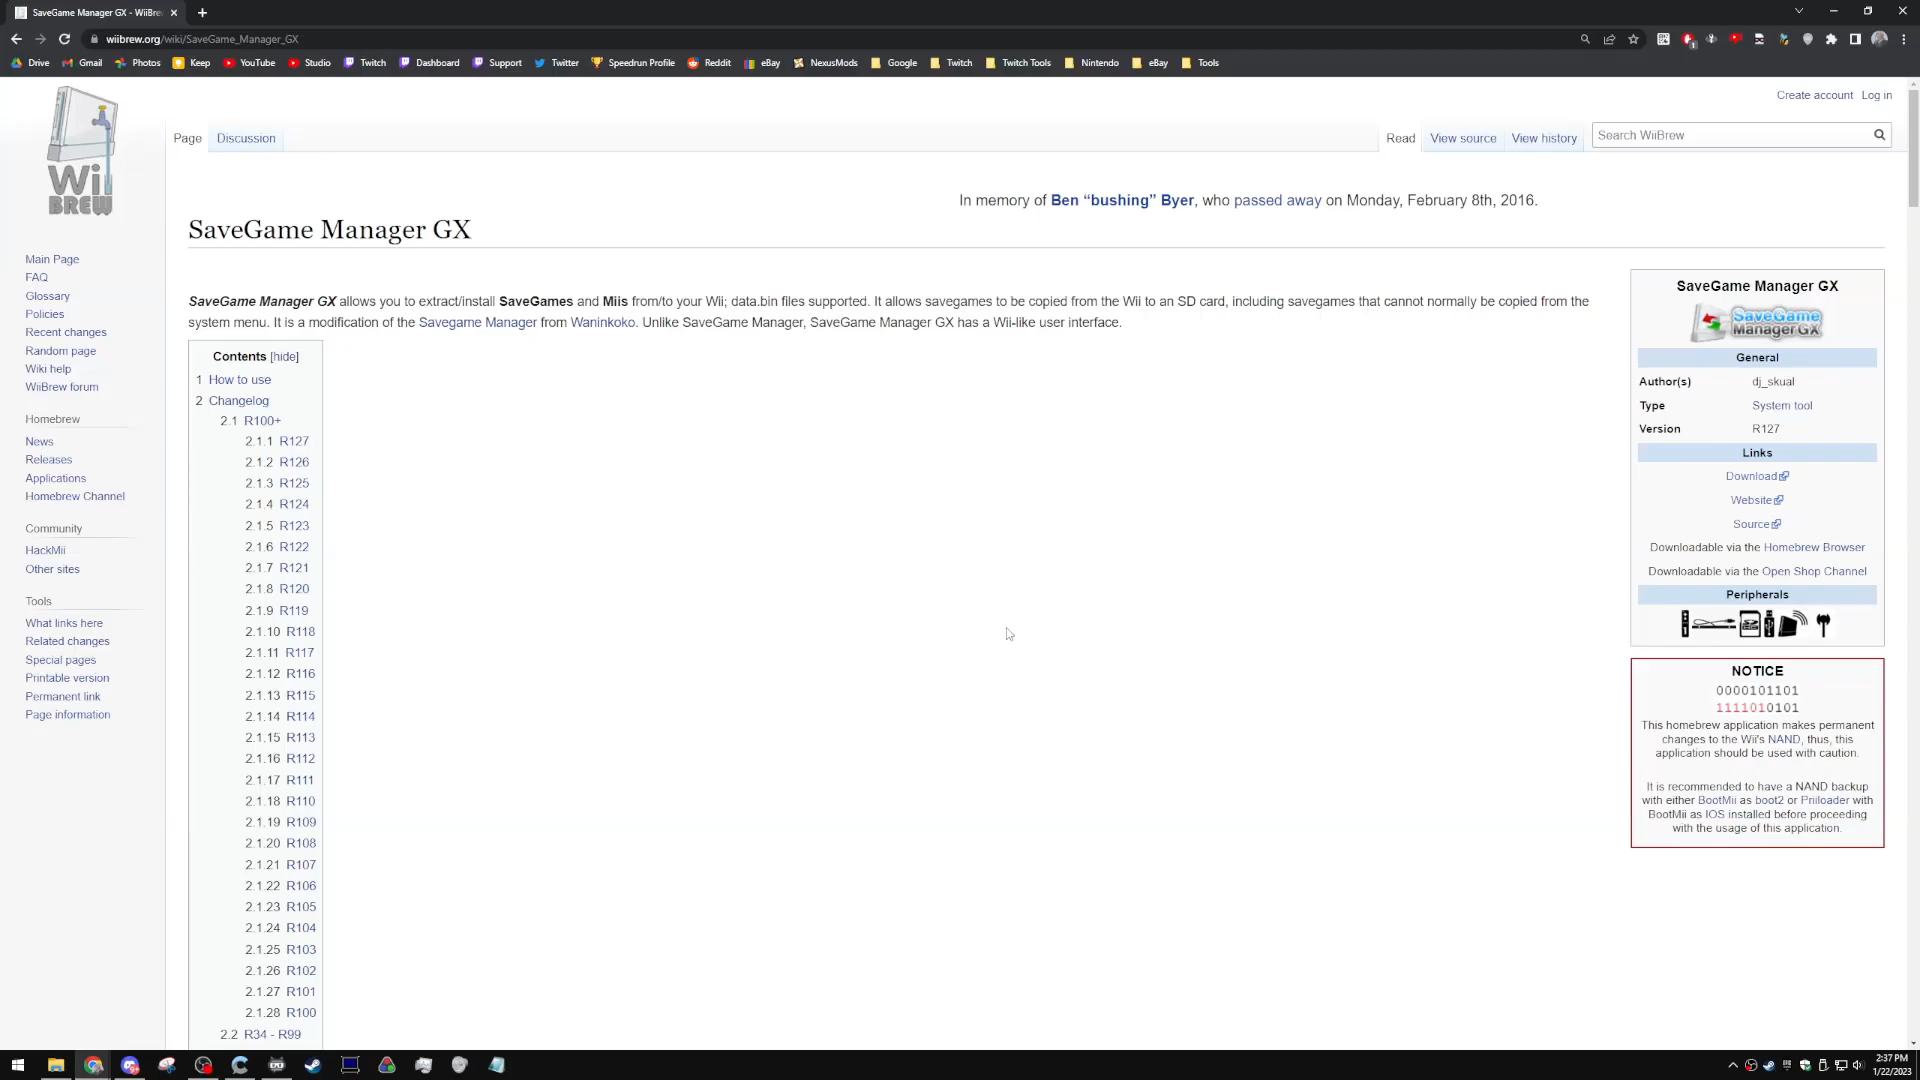 SaveGame Manager GX - WiiBre
wiibrew.org/wiki/SaveGame_Manager_GX
Drive Gmail Photos Keep YouTube Studio Twitch Dashboard Support Twitter Speedrun Profile Reddit eBay NexusMods Google Twitch Twitch Tools Nintendo eBay Tools
Create account Log in
Page Discussion Read View source View history Search WiiBrew
Wii
BREW
In memory of Ben “bushing” Byer, who passed away on Monday, February 8th, 2016.
SaveGame Manager GX
Main Page
FAQ
Glossary
Policies
Recent changes
Random page
Wiki help
WiiBrew forum
Homebrew
News
Releases
Applications
Homebrew Channel
Community
HackMii
Other sites
Tools
What links here
Related changes
Special pages
Printable version
Permanent link
Page information
SaveGame Manager GX allows you to extract/install SaveGames and Miis from/to your Wii; data.bin files supported. It allows savegames to be copied from the Wii to an SD card, including savegames that cannot normally be copied from the
system menu. It is a modification of the Savegame Manager from Waninkoko. Unlike SaveGame Manager, SaveGame Manager GX has a Wii-like user interface.
Contents [hide]
1 How to use
2 Changelog
2.1 R100+
2.1.1 R127
2.1.2 R126
2.1.3 R125
2.1.4 R124
2.1.5 R123
2.1.6 R122
2.1.7 R121
2.1.8 R120
2.1.9 R119
2.1.10 R118
2.1.11 R117
2.1.12 R116
2.1.13 R115
2.1.14 R114
2.1.15 R113
2.1.16 R112
2.1.17 R111
2.1.18 R110
2.1.19 R109
2.1.20 R108
2.1.21 R107
2.1.22 R106
2.1.23 R105
2.1.24 R104
2.1.25 R103
2.1.26 R102
2.1.27 R101
2.1.28 R100
2.2 R34 - R99
SaveGame Manager GX
SaveGame
ManagerGX
General
Author(s) dj_skual
Type System tool
Version R127
Links
Download
Website
Source
Downloadable via the Homebrew Browser
Downloadable via the Open Shop Channel
Peripherals
NOTICE
0000101101
1111010101
This homebrew application makes permanent
changes to the Wii's NAND, thus, this
application should be used with caution.
It is recommended to have a NAND backup
with either BootMii as boot2 or Priiloader with
BootMii as IOS installed before proceeding
with the usage of this application.
2:37 PM
1/22/2023